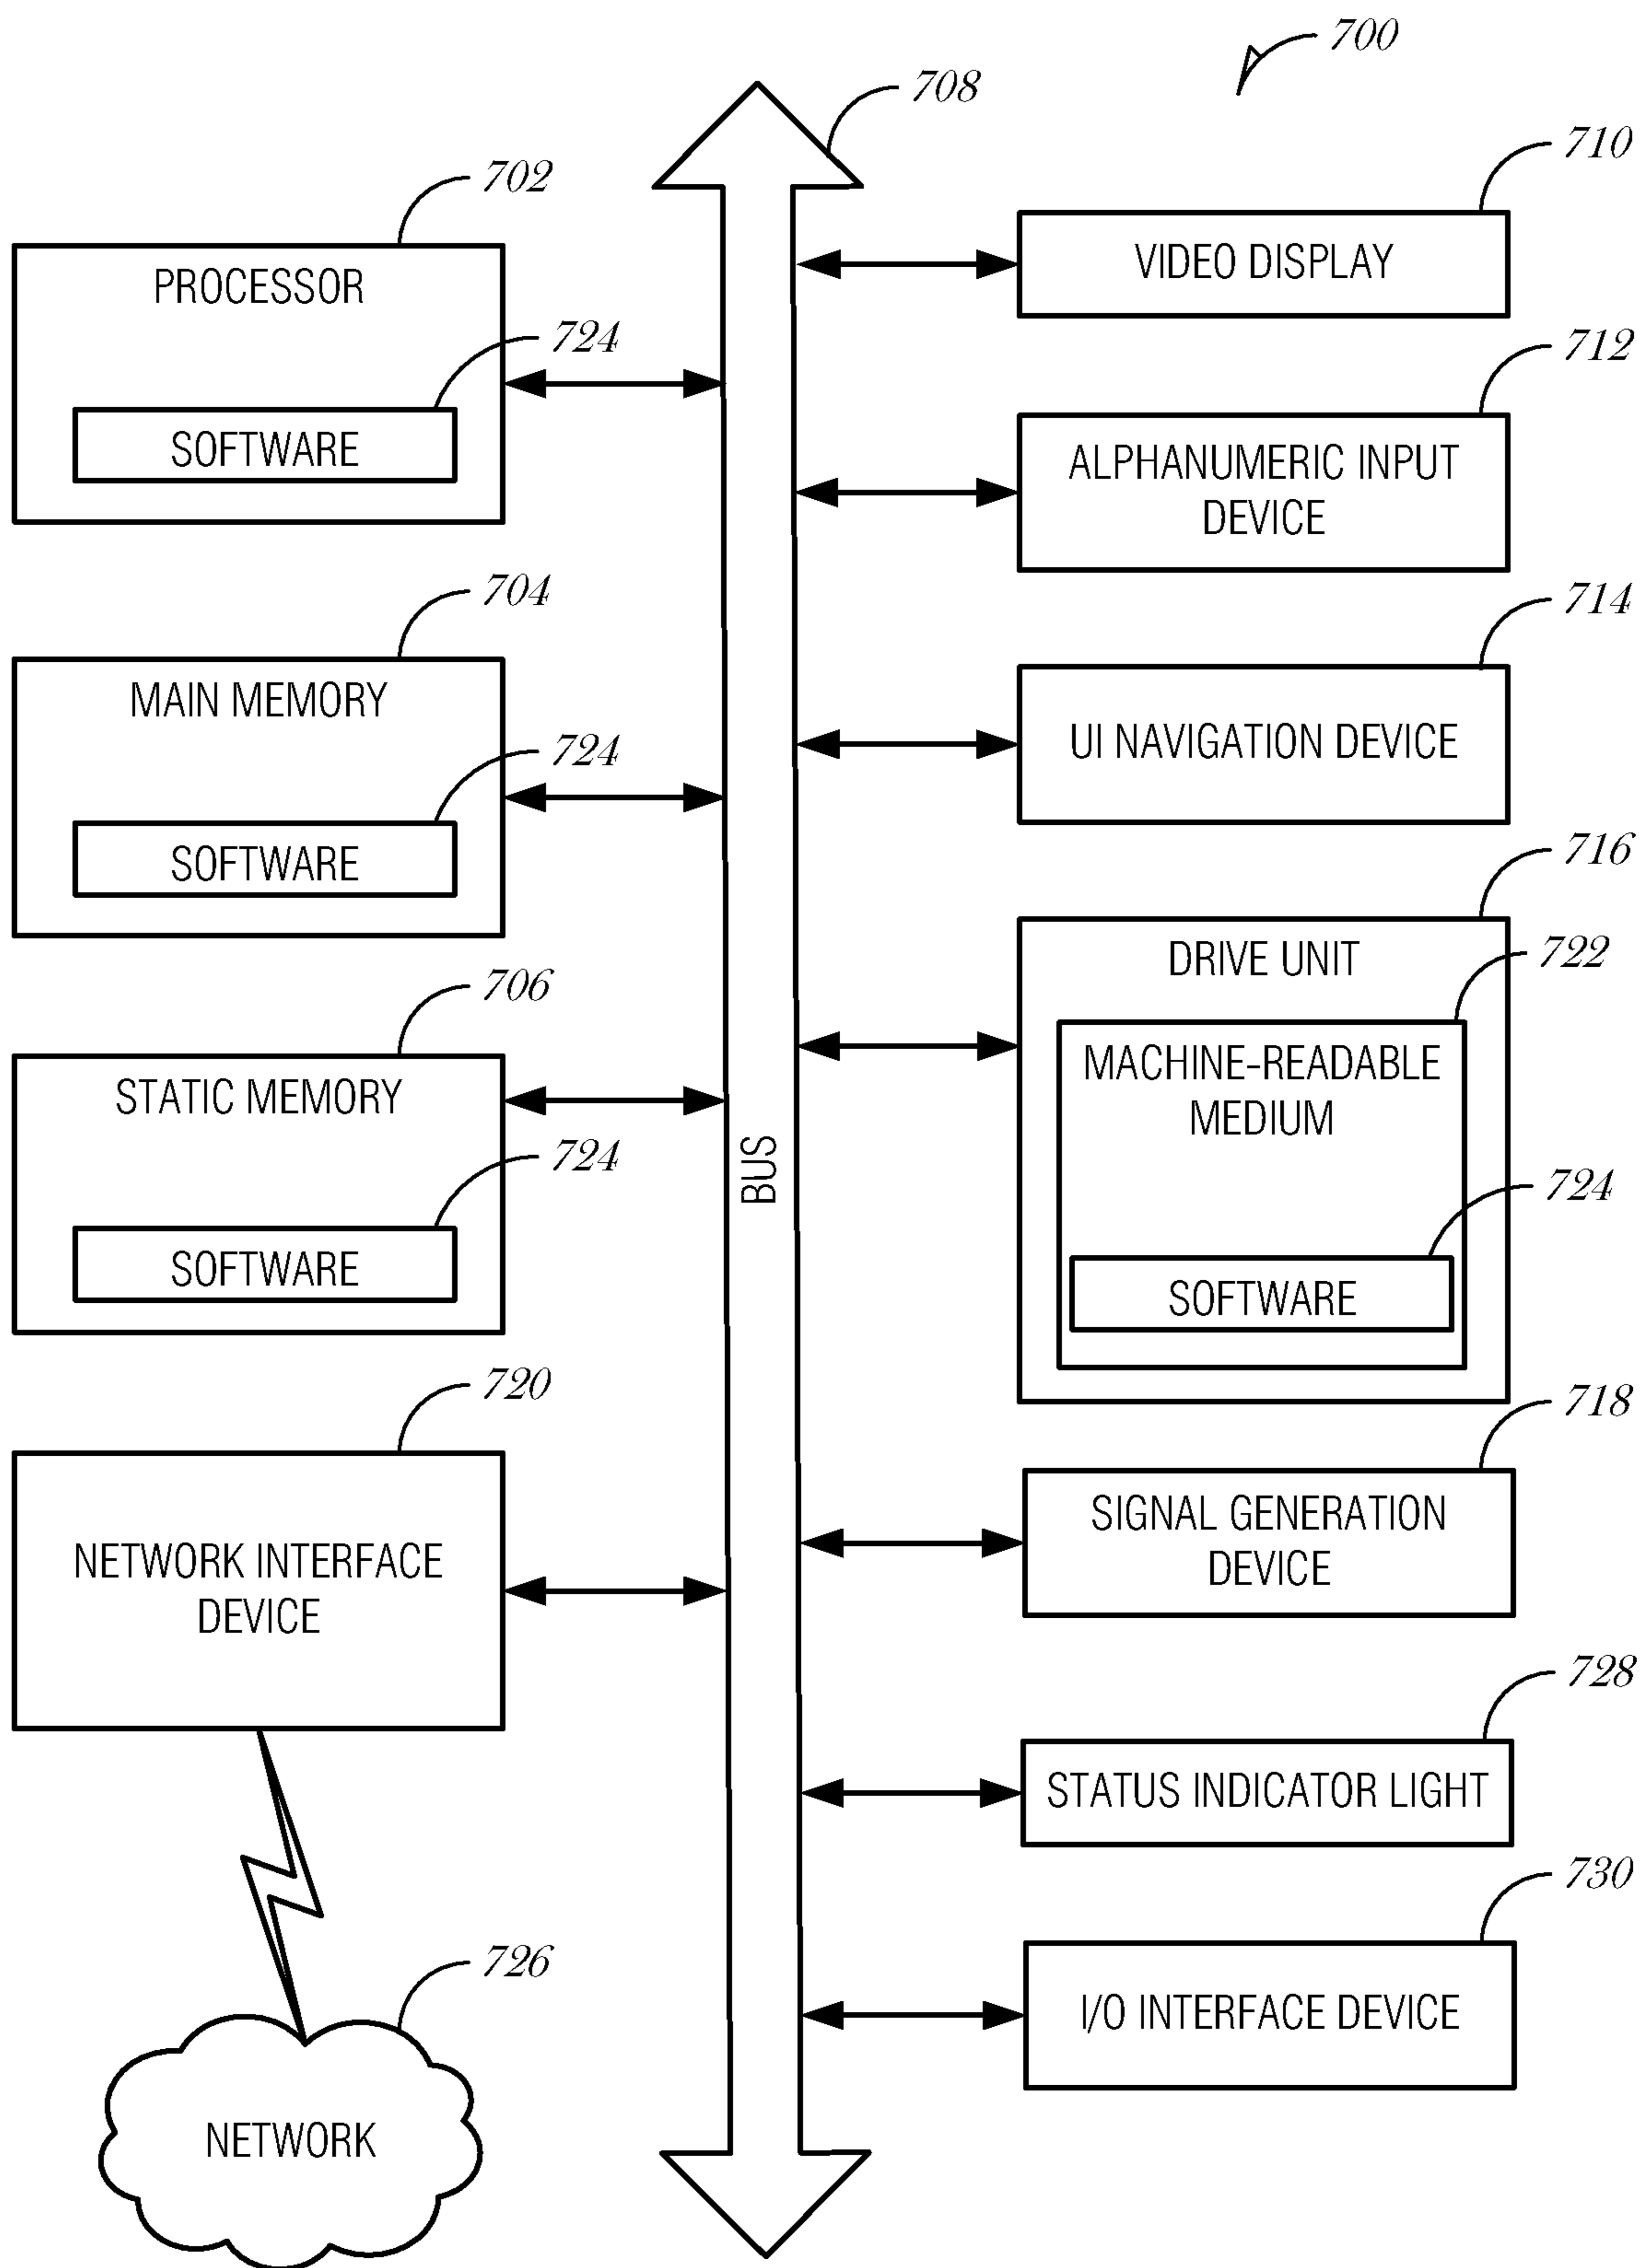 700
708
702
PROCESSOR
724
SOFTWARE
704
MAIN MEMORY
724
SOFTWARE
706
STATIC MEMORY
724
SOFTWARE
720
NETWORK INTERFACE
DEVICE
726
NETWORK
BUS
710
VIDEO DISPLAY
712
ALPHANUMERIC INPUT
DEVICE
714
UI NAVIGATION DEVICE
716
DRIVE UNIT
722
MACHINE-READABLE
MEDIUM
724
SOFTWARE
718
SIGNAL GENERATION
DEVICE
728
STATUS INDICATOR LIGHT
730
I/O INTERFACE DEVICE